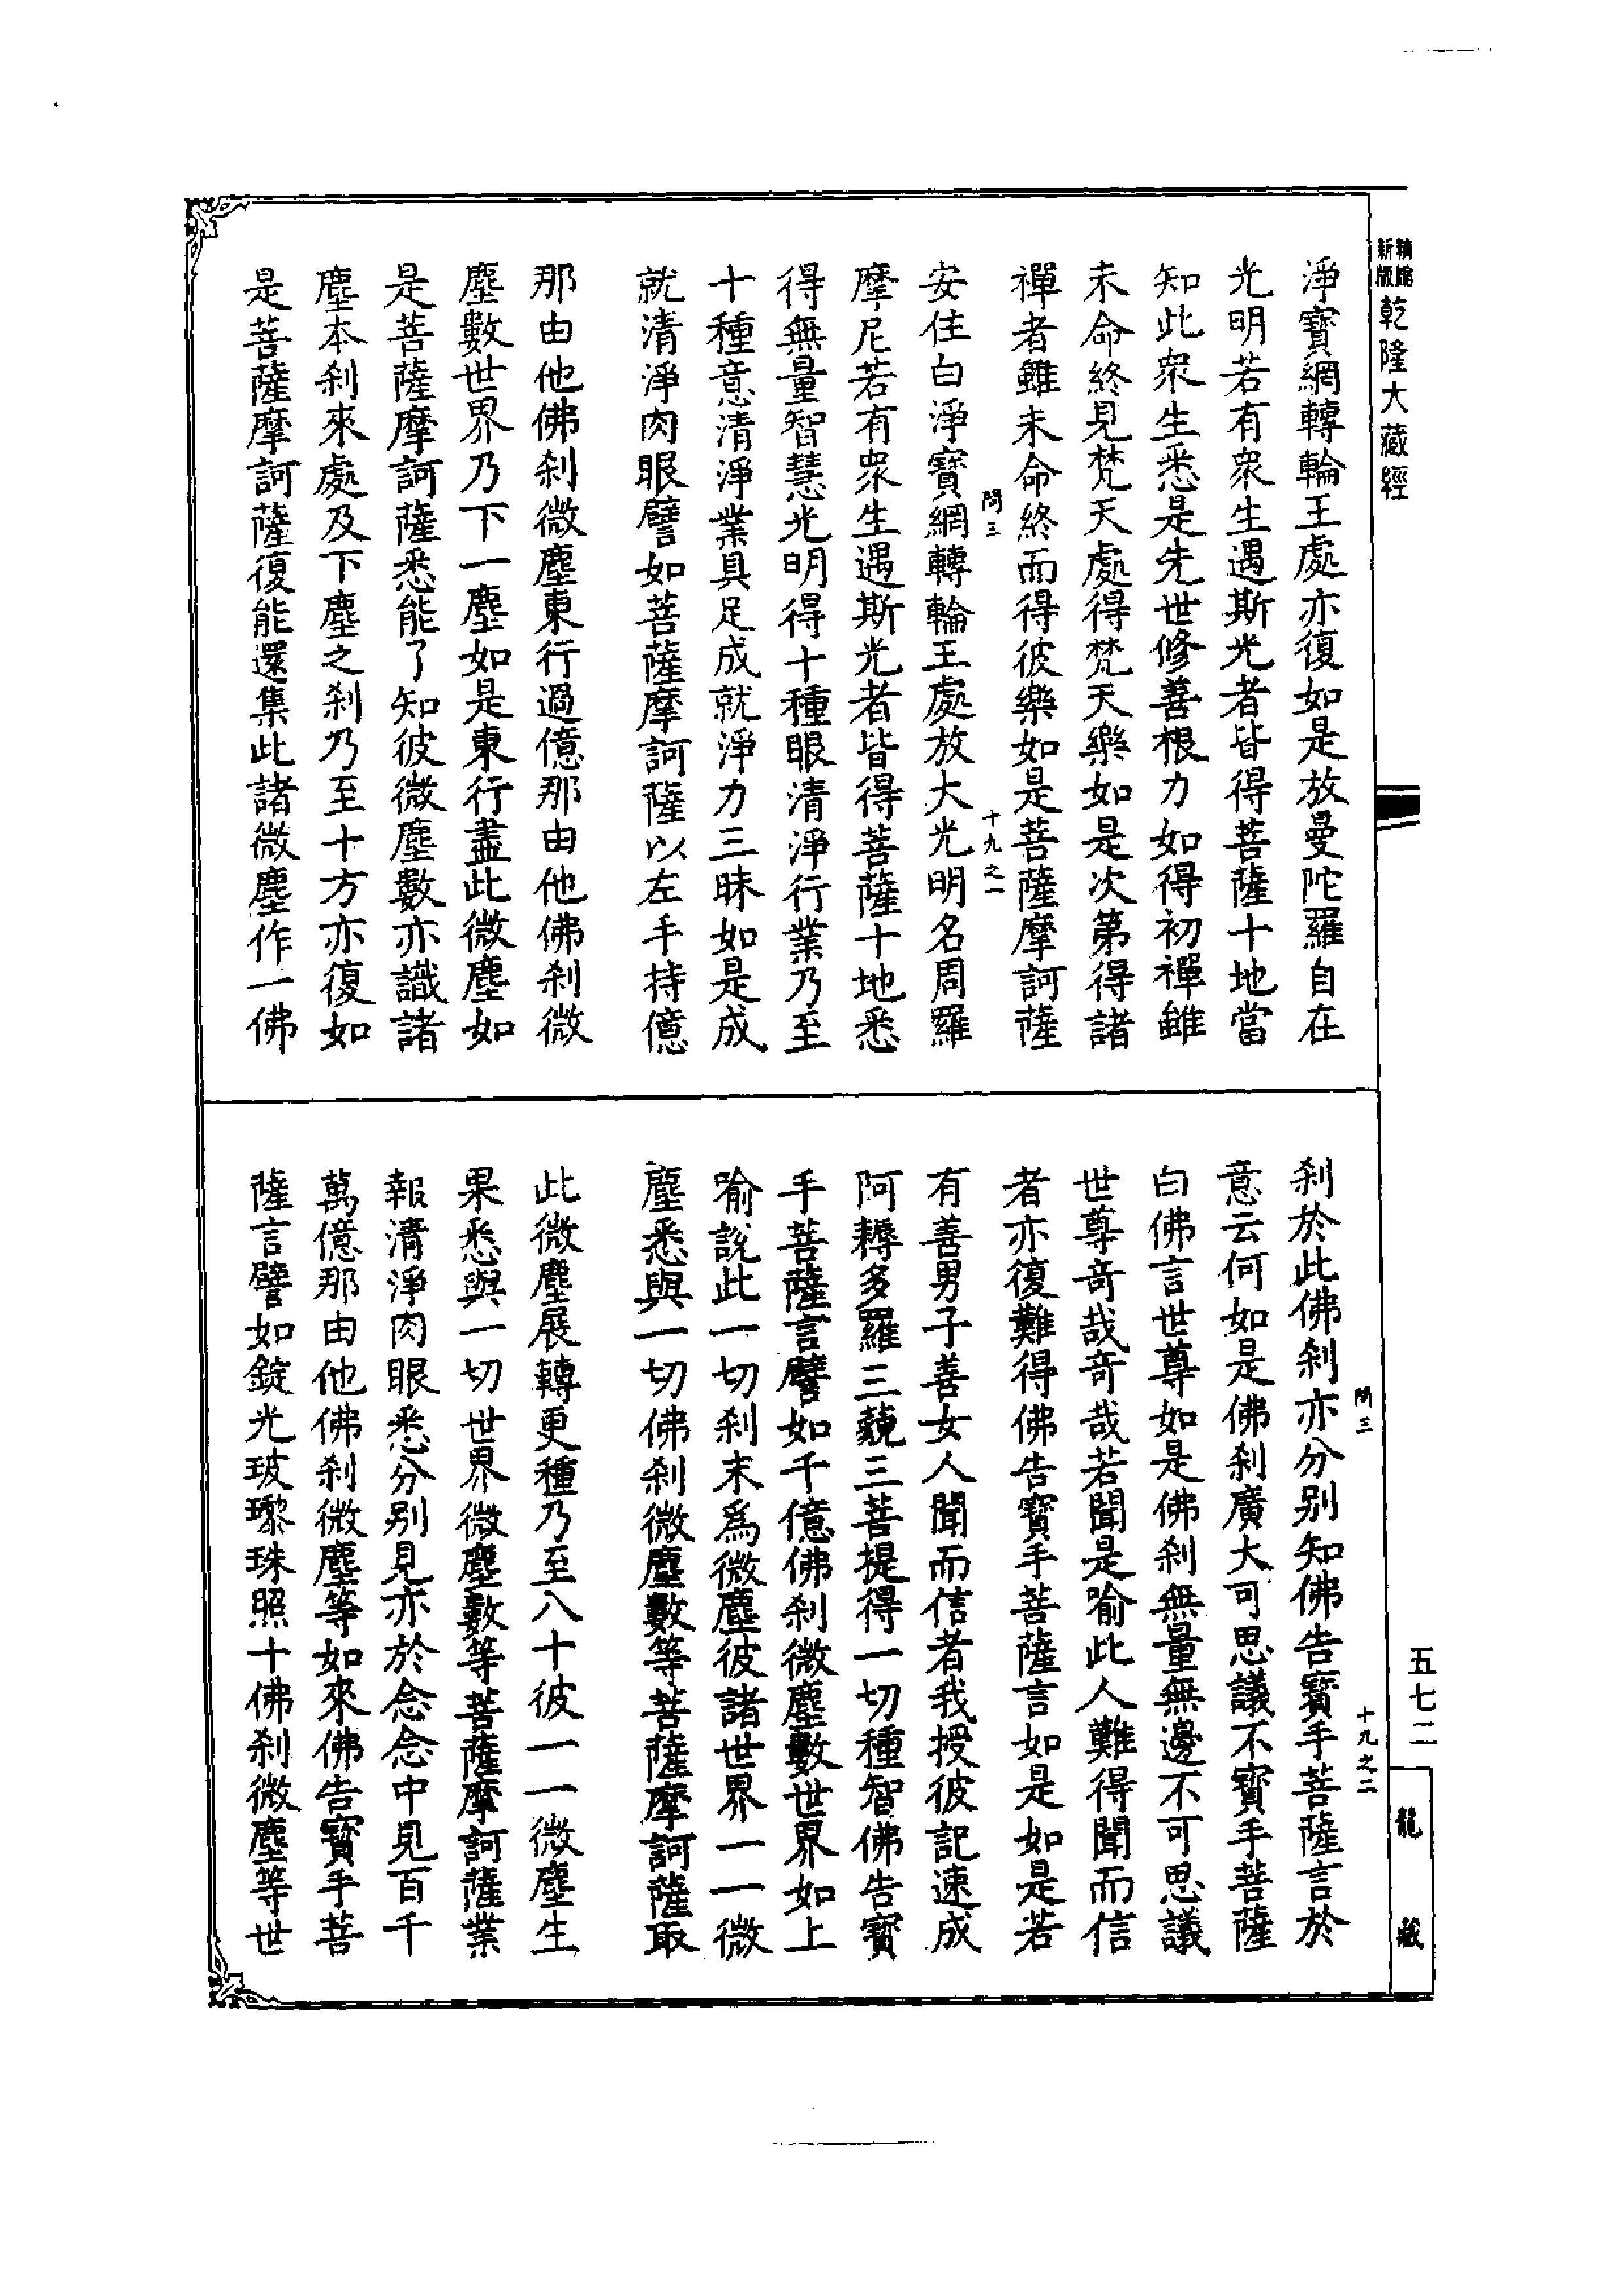 新版
精縮
乾隆大藏經
淨寶網轉輪王處亦復如是放曼陀羅自在
光明若有衆生遇斯光者皆得菩薩十地當
知此衆生悉是先世修善根力如得初禪雖
未命終見梵天處得梵天樂如是次第得諸
禪者雖未命終而得彼樂如是菩薩摩訶薩
問三 十九之一
安住白淨寶網轉輪王處放大光明名周羅
摩尼若有衆生遇斯光者皆得菩薩十地悉
得無量智慧光明得十種眼清淨行業乃至
十種意清淨業具足成就淨力三昧如是成
就清淨肉眼譬如菩薩摩訶薩以左手持億
那由他佛刹微塵東行過億那由他佛刹微
塵數世界乃下一塵如是東行盡此微塵如
是菩薩摩訶薩悉能了知彼微塵數亦識諸
塵本刹來處及下塵之刹乃至十方亦復如
是菩薩摩訶薩復能還集此諸微塵作一佛
問三 十九之二
刹於此佛刹亦分别知佛告寶手菩薩言於
意云何如是佛刹廣大可思議不寶手菩薩
白佛言世尊如是佛刹無量無邊不可思議
世尊奇哉奇哉若聞是喻此人難得聞而信
者亦復難得佛告寶手菩薩言如是如是若
有善男子善女人聞而信者我授彼記速成
阿耨多羅三藐三菩提得一切種智佛告寶
手菩薩言譬如千億佛刹微塵數世界如上
喻說此一切刹末爲微塵彼諸世界一一微
塵悉與一切佛刹微塵數等菩薩摩訶薩取
此微塵展轉更種乃至八十彼一一微塵生
果悉與一切世界微塵數等菩薩摩訶薩業
報清淨肉眼悉分别見亦於念念中見百千
萬億那由他佛刹微塵等如來佛告寶手菩
薩言譬如錠光玻瓈珠照十佛刹微塵等世
五七二
龍藏